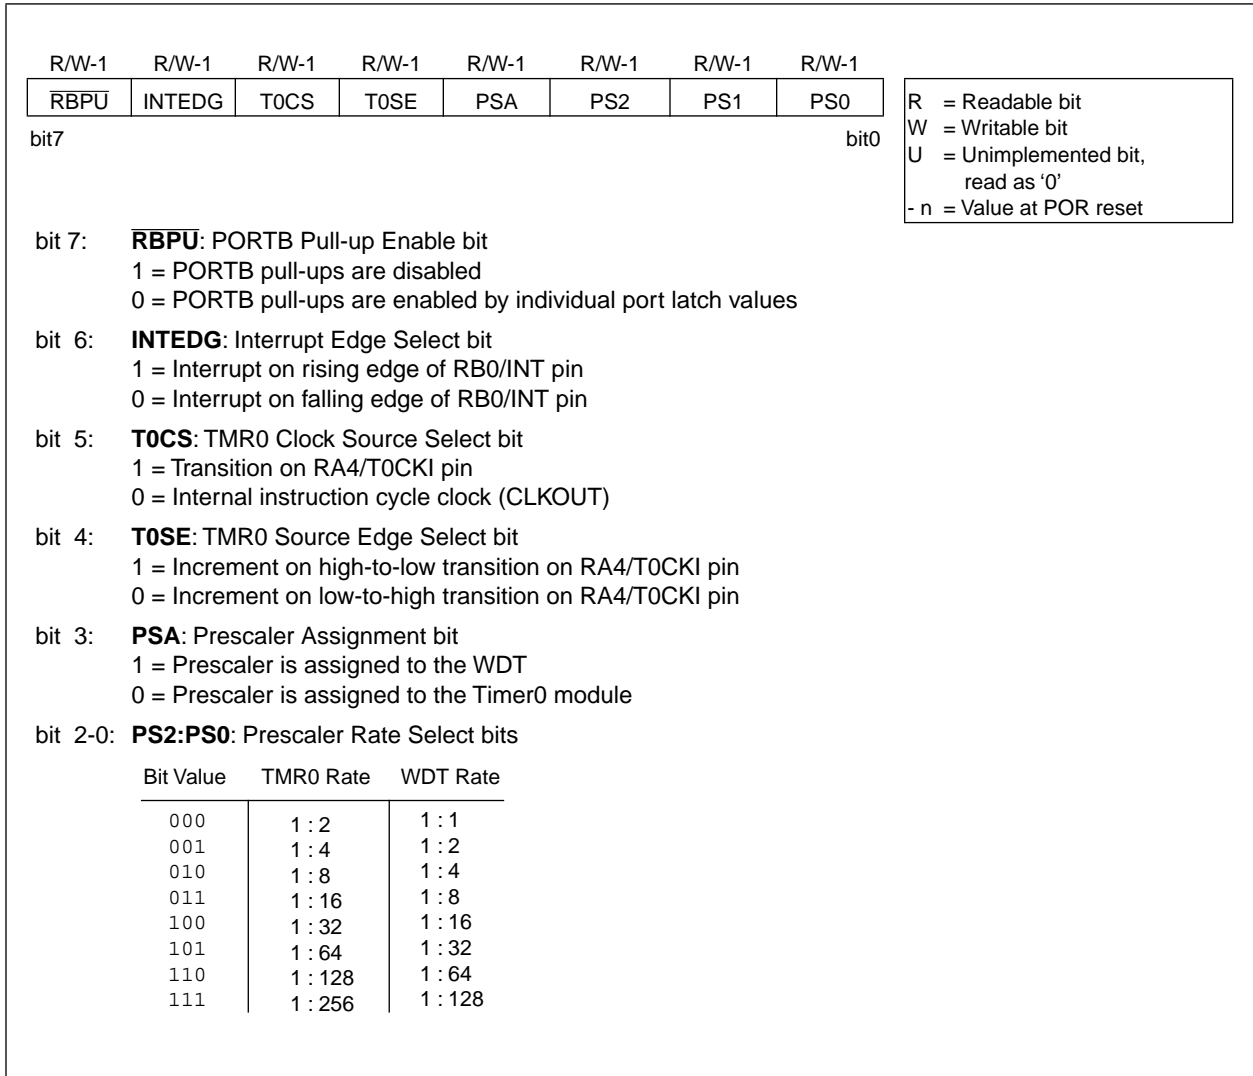 R/W-1 R/W-1 R/W-1 R/W-1 R/W-1 R/W-1 R/W-1 R/W-1
RBPU INTEDG T0CS T0SE PSA PS2 PS1 PS0
bit7 bit0
R = Readable bit
W = Writable bit
U = Unimplemented bit,
read as ‘0’
- n = Value at POR reset
bit 7: RBPU: PORTB Pull-up Enable bit
1 = PORTB pull-ups are disabled
0 = PORTB pull-ups are enabled by individual port latch values
bit 6: INTEDG: Interrupt Edge Select bit
1 = Interrupt on rising edge of RB0/INT pin
0 = Interrupt on falling edge of RB0/INT pin
bit 5: T0CS: TMR0 Clock Source Select bit
1 = Transition on RA4/T0CKI pin
0 = Internal instruction cycle clock (CLKOUT)
bit 4: T0SE: TMR0 Source Edge Select bit
1 = Increment on high-to-low transition on RA4/T0CKI pin
0 = Increment on low-to-high transition on RA4/T0CKI pin
bit 3: PSA: Prescaler Assignment bit
1 = Prescaler is assigned to the WDT
0 = Prescaler is assigned to the Timer0 module
bit 2-0: PS2:PS0: Prescaler Rate Select bits
Bit Value TMR0 Rate WDT Rate
000 1 : 2 1 : 1
001 1 : 4 1 : 2
010 1 : 8 1 : 4
011 1 : 16 1 : 8
100 1 : 32 1 : 16
101 1 : 64 1 : 32
110 1 : 128 1 : 64
111 1 : 256 1 : 128